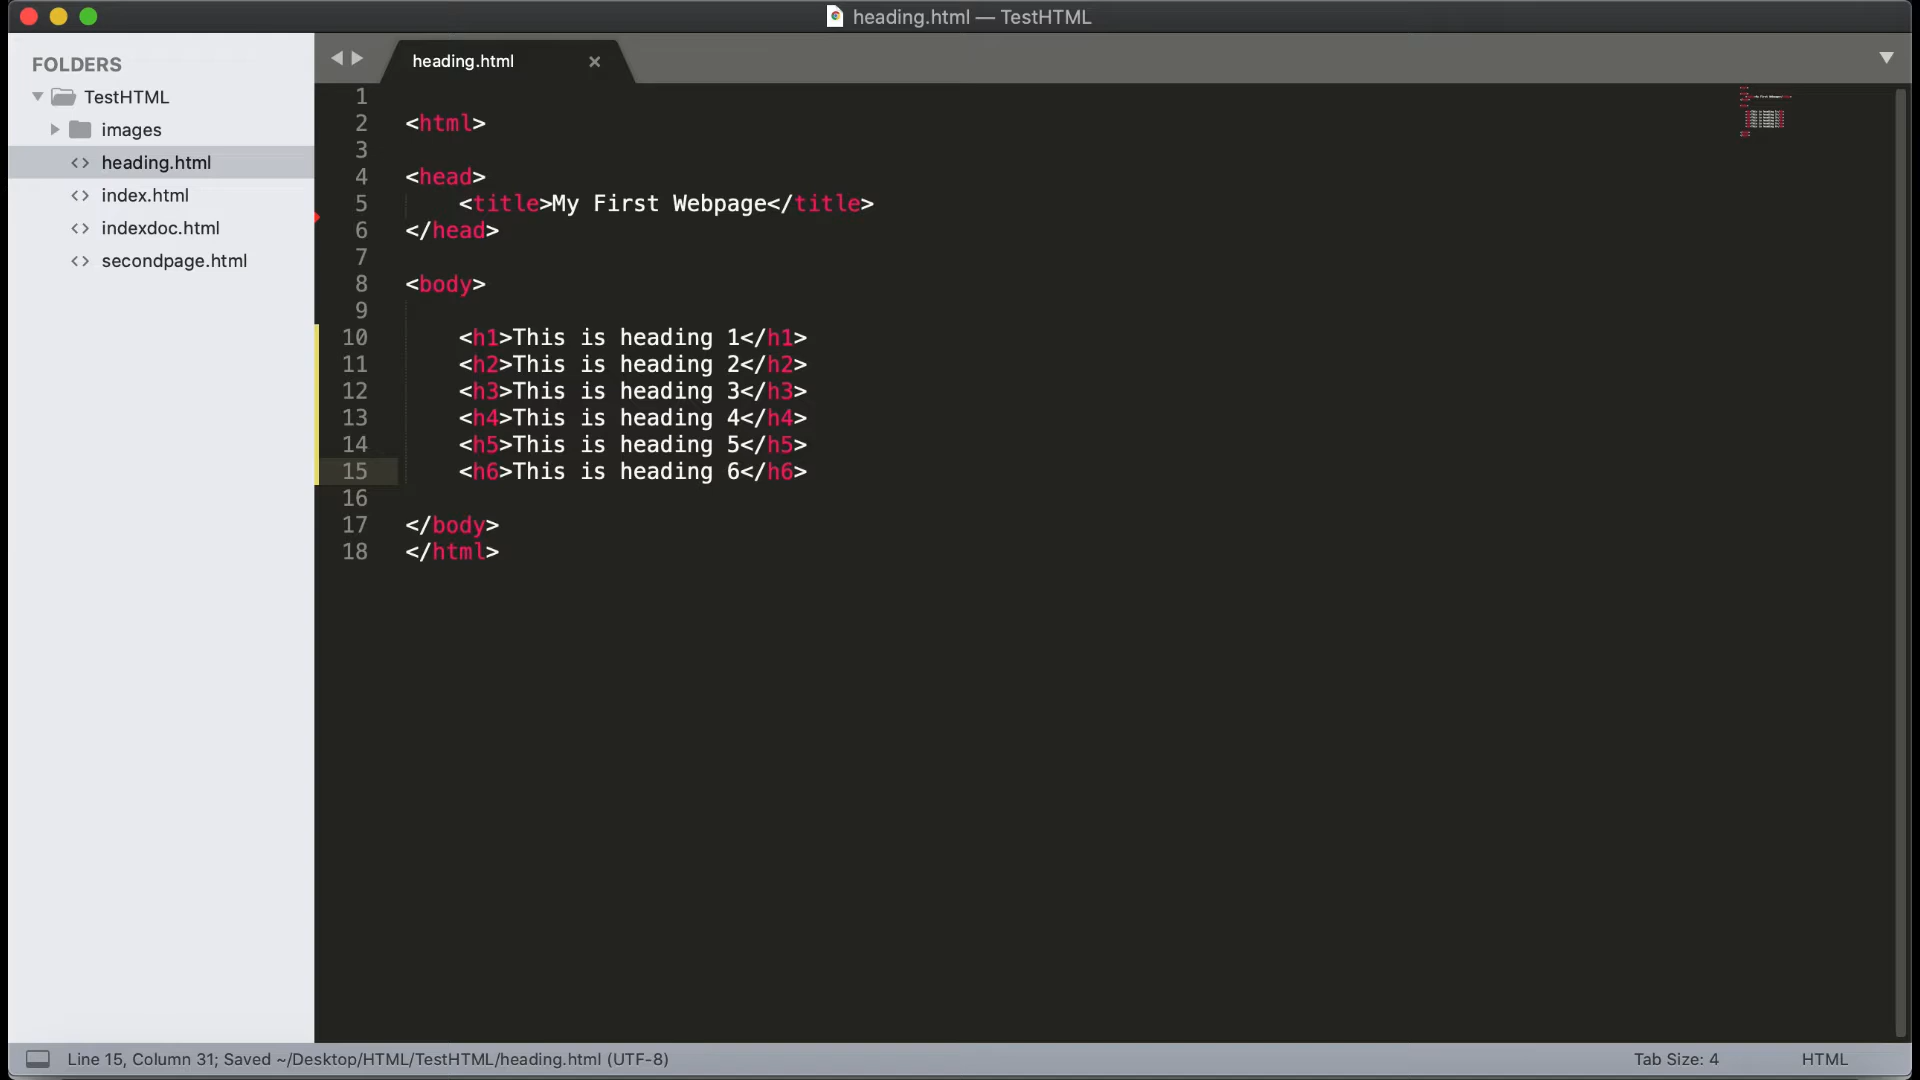 heading.html — TestHTML
FOLDERS
TestHTML
images
heading.html
index.html
indexdoc.html
secondpage.html
heading.html ×
1
2 <html>
3
4 <head>
5 <title>My First Webpage</title>
6 </head>
7
8 <body>
9
10 <h1>This is heading 1</h1>
11 <h2>This is heading 2</h2>
12 <h3>This is heading 3</h3>
13 <h4>This is heading 4</h4>
14 <h5>This is heading 5</h5>
15 <h6>This is heading 6</h6>
16
17 </body>
18 </html>
Line 15, Column 31; Saved ~/Desktop/HTML/TestHTML/heading.html (UTF-8)
Tab Size: 4
HTML